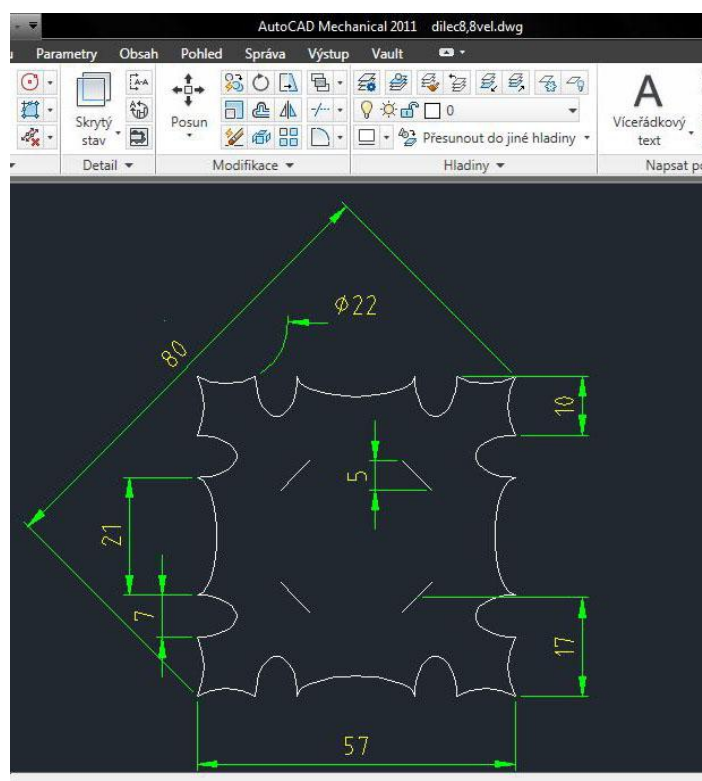 AutoCAD Mechanical 2011 dilec8,8vel.dwg
Parametry Obsah Pohled Správa Výstup Vault
Skrytý
stav
Posun
0
Přesunout do jiné hladiny
A
Víceřádkový
text
Detail
Modifikace
Hladiny
Napsat
ϕ22
80
10
5
21
7
17
57